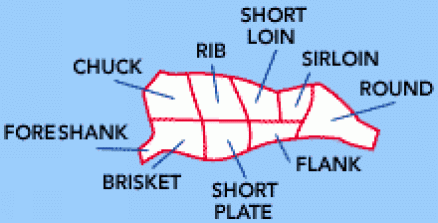 SHORT
LOIN
RIB
SIRLOIN
CHUCK
ROUND
FORESHANK
FLANK
BRISKET
SHORT
PLATE